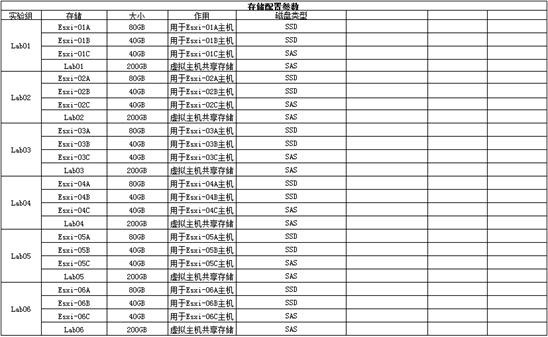 存储配置参数
实验组 存储 大小 作用 磁盘类型
Esxi-01A 80GB 用于Esxi-01A主机 SSD
Esxi-01B 40GB 用于Esxi-01B主机 SSD
Lab01
Esxi-01C 40GB 用于Esxi-01C主机 SAS
Lab01 200GB 虚拟主机共享存储 SAS
Esxi-02A 80GB 用于Esxi-02A主机 SSD
Esxi-02B 40GB 用于Esxi-02B主机 SSD
Lab02
Esxi-02C 40GB 用于Esxi-02C主机 SAS
Lab02 200GB 虚拟主机共享存储 SAS
Esxi-03A 80GB 用于Esxi-03A主机 SSD
Esxi-03B 40GB 用于Esxi-03B主机 SSD
Lab03
Esxi-03C 40GB 用于Esxi-03C主机 SAS
Lab03 200GB 虚拟主机共享存储 SAS
Esxi-04A 80GB 用于Esxi-04A主机 SSD
Esxi-04B 40GB 用于Esxi-04B主机 SSD
Lab04
Esxi-04C 40GB 用于Esxi-04C主机 SAS
Lab04 200GB 虚拟主机共享存储 SAS
Esxi-05A 80GB 用于Esxi-05A主机 SSD
Esxi-05B 40GB 用于Esxi-05B主机 SSD
Lab05
Esxi-05C 40GB 用于Esxi-05C主机 SAS
Lab05 200GB 虚拟主机共享存储 SAS
Esxi-06A 80GB 用于Esxi-06A主机 SSD
Esxi-06B 40GB 用于Esxi-06B主机 SSD
Lab06
Esxi-06C 40GB 用于Esxi-06C主机 SAS
Lab06 200GB 虚拟主机共享存储 SAS